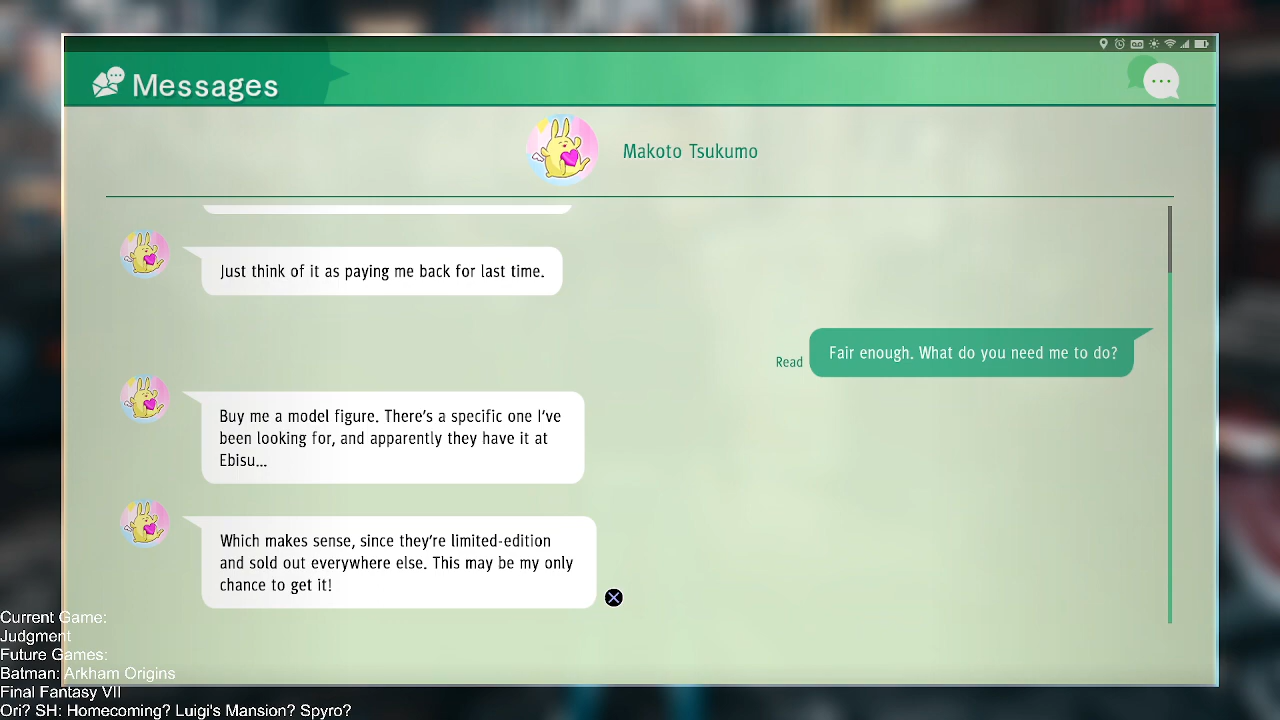 Messages
Makoto Tsukumo
Just think of it as paying me back for last time.
Read
Fair enough. What do you need me to do?
Buy me a model figure. There's a specific one I've
been looking for, and apparently they have it at
Ebisu...
Which makes sense, since they're limited-edition
and sold out everywhere else. This may be my only
chance to get it!
Current Game:
Judgment
Future Games:
Batman: Arkham Origins
Final Fantasy VII
Ori? SH: Homecoming? Luigi's Mansion? Spyro?